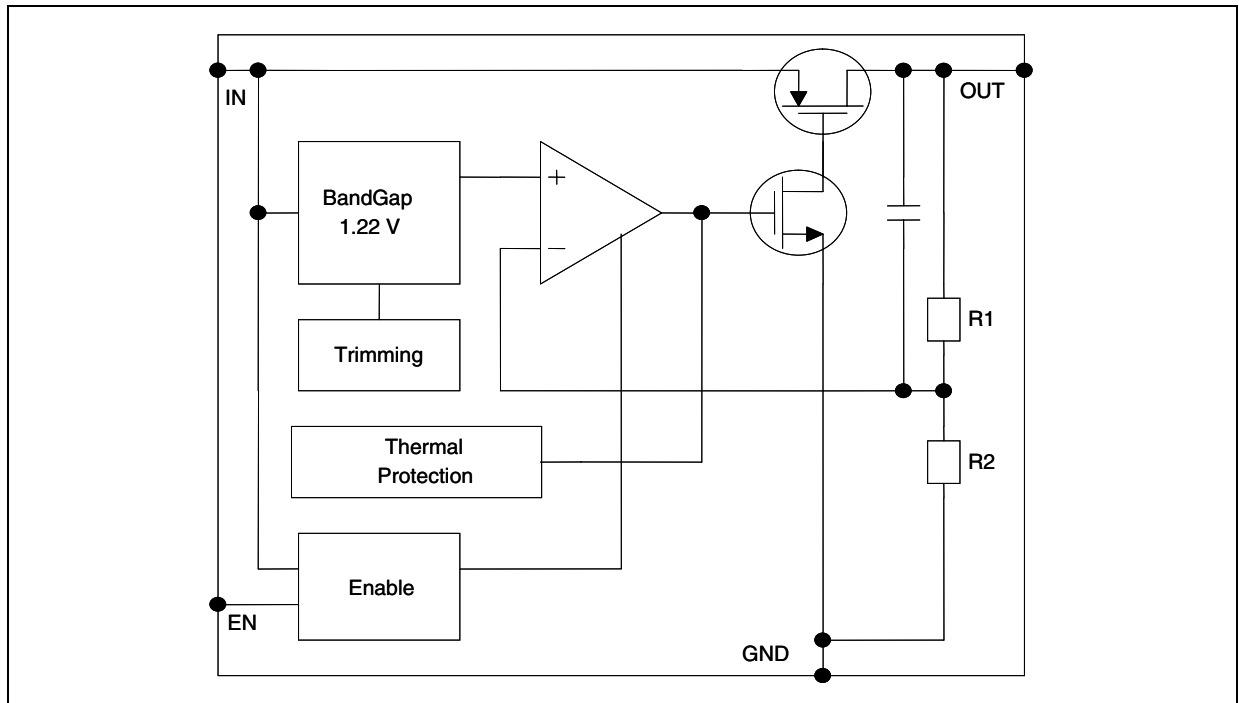 IN
OUT
BandGap
1.22 V
+
−
Trimming
R1
Thermal
Protection
R2
Enable
EN
GND